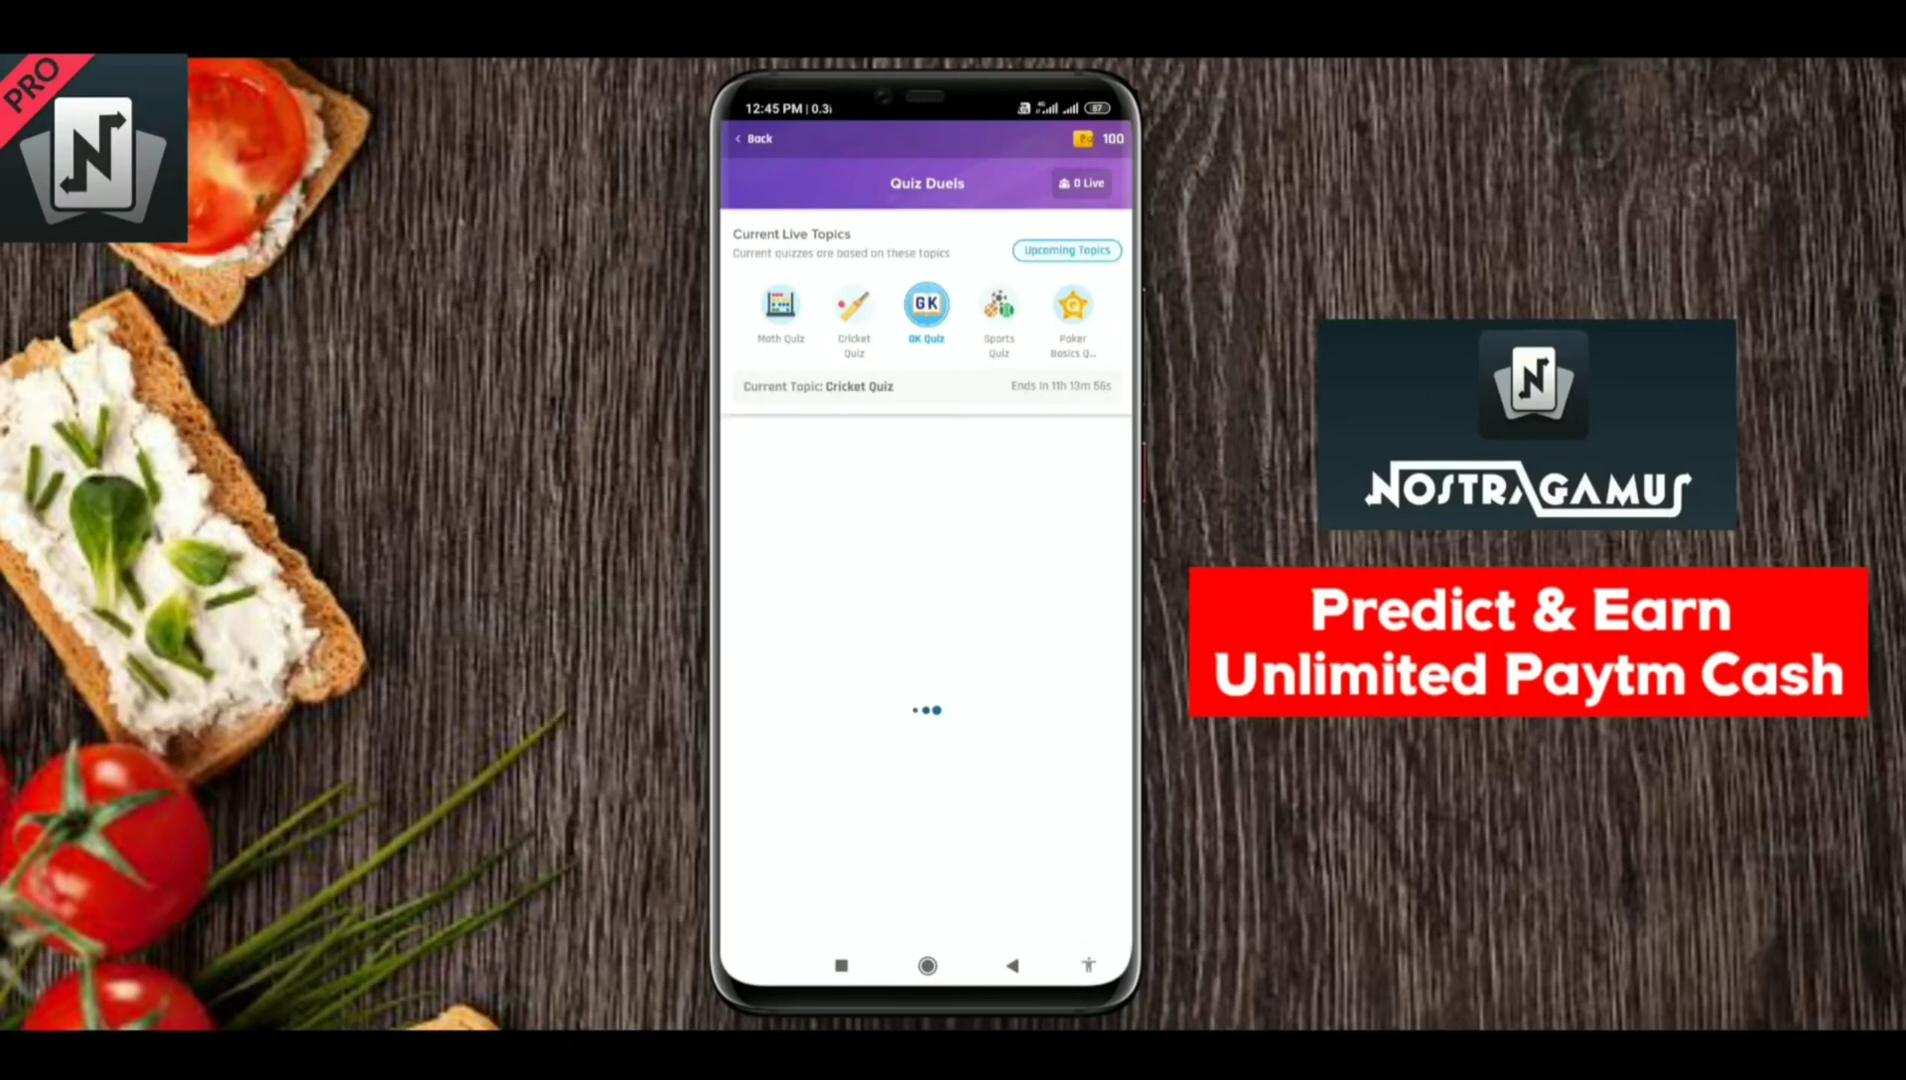 PRO
N
12:45 PM | 0.3
4G
87
Back
100
Quiz Duels
0 Live
Current Live Topics
Current quizzes are based on these topics
Upcoming Topics
GK
Q
Math Quiz
Cricket
Quiz
GK Quiz
Sports
Quiz
Poker
Basics Q...
Current Topic: Cricket Quiz
Ends in 11h 13m 56s
N
NOSTRAGAMUS
Predict & Earn
Unlimited Paytm Cash